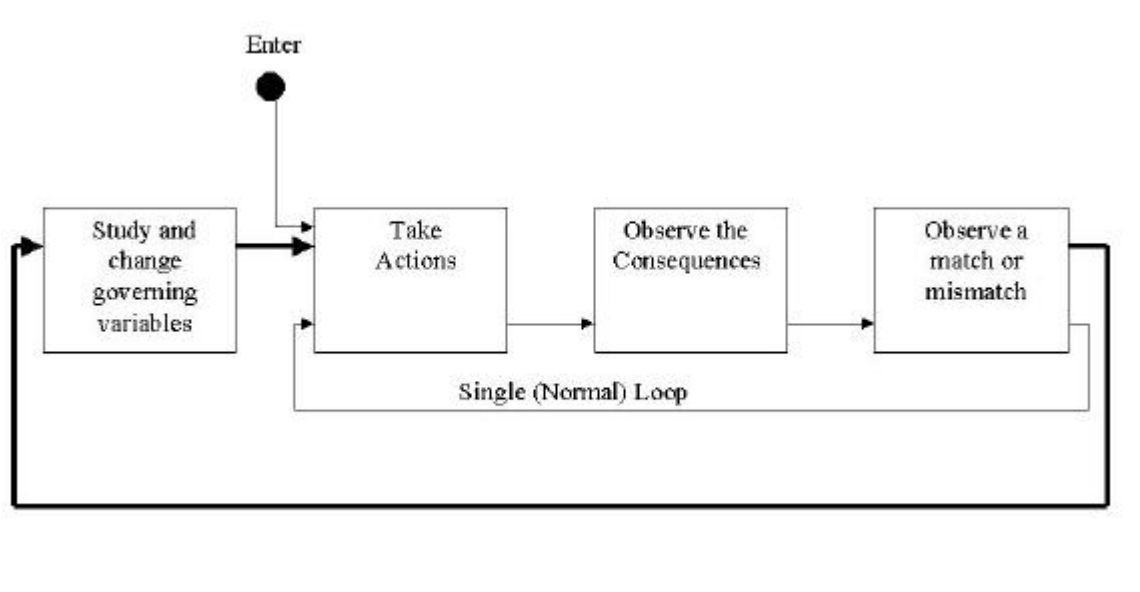 Enter
Study and
change
governing
variables
Take
Actions
Observe the
Consequences
Observe a
match or
mismatch
Single (Normal) Loop